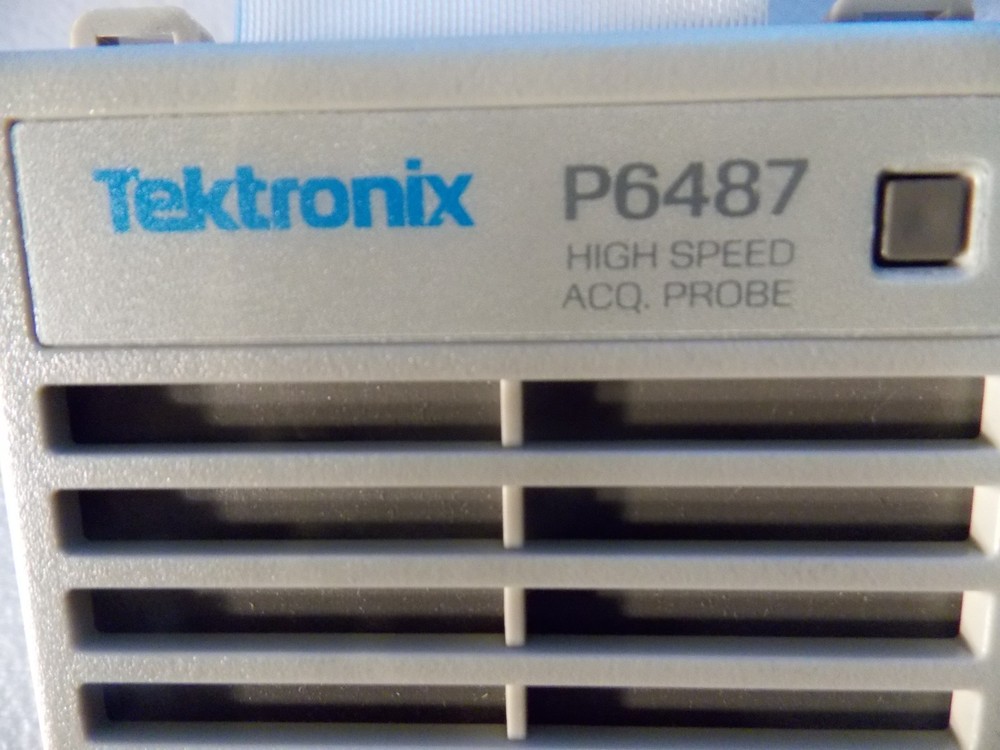 Tektronix
P6487
HIGH SPEED
ACQ. PROBE